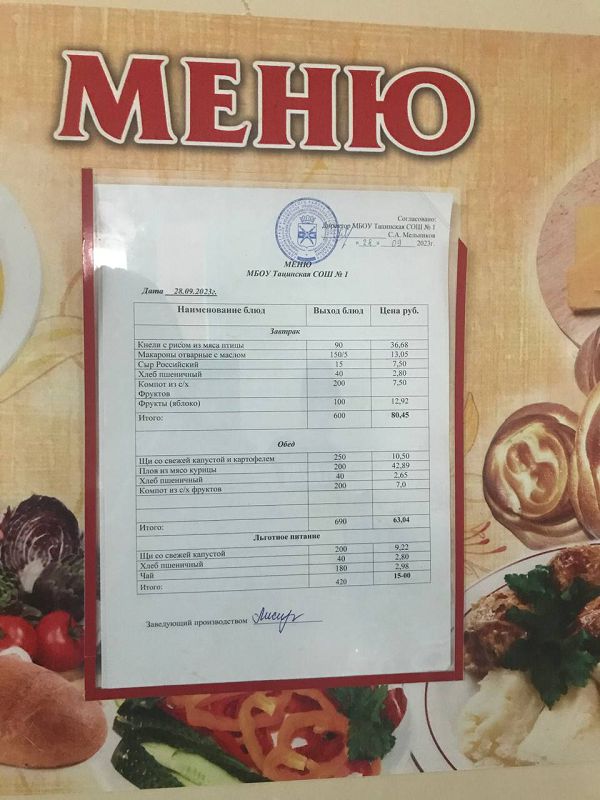 МЕНЮ
Согласовано:
Директор МБОУ Тацинская СОШ № 1
С.А. Мельников
« 28 » 09 2023г.
МЕНЮ
МБОУ Тацинская СОШ № 1
Дата 28.09.2023г.
Наименование блюд Выход блюд Цена руб.
Завтрак
Кнели с рисом из мяса птицы 90 36,68
Макароны отварные с маслом 150/5 13,05
Сыр Российский 15 7,50
Хлеб пшеничный 40 2,80
Компот из с/х 200 7,50
Фруктов
Фрукты (яблоко) 100 12,92
Итого: 600 80,45
Обед
Щи со свежей капустой и картофелем 250 10,50
Плов из мясо курицы 200 42,89
Хлеб пшеничный 40 2,65
Компот из с/х фруктов 200 7,0
Итого: 690 63,04
Льготное питание
Щи со свежей капустой 200 9,22
Хлеб пшеничный 40 2,80
Чай 180 2,98
Итого: 420 15-00
Заведующий производством